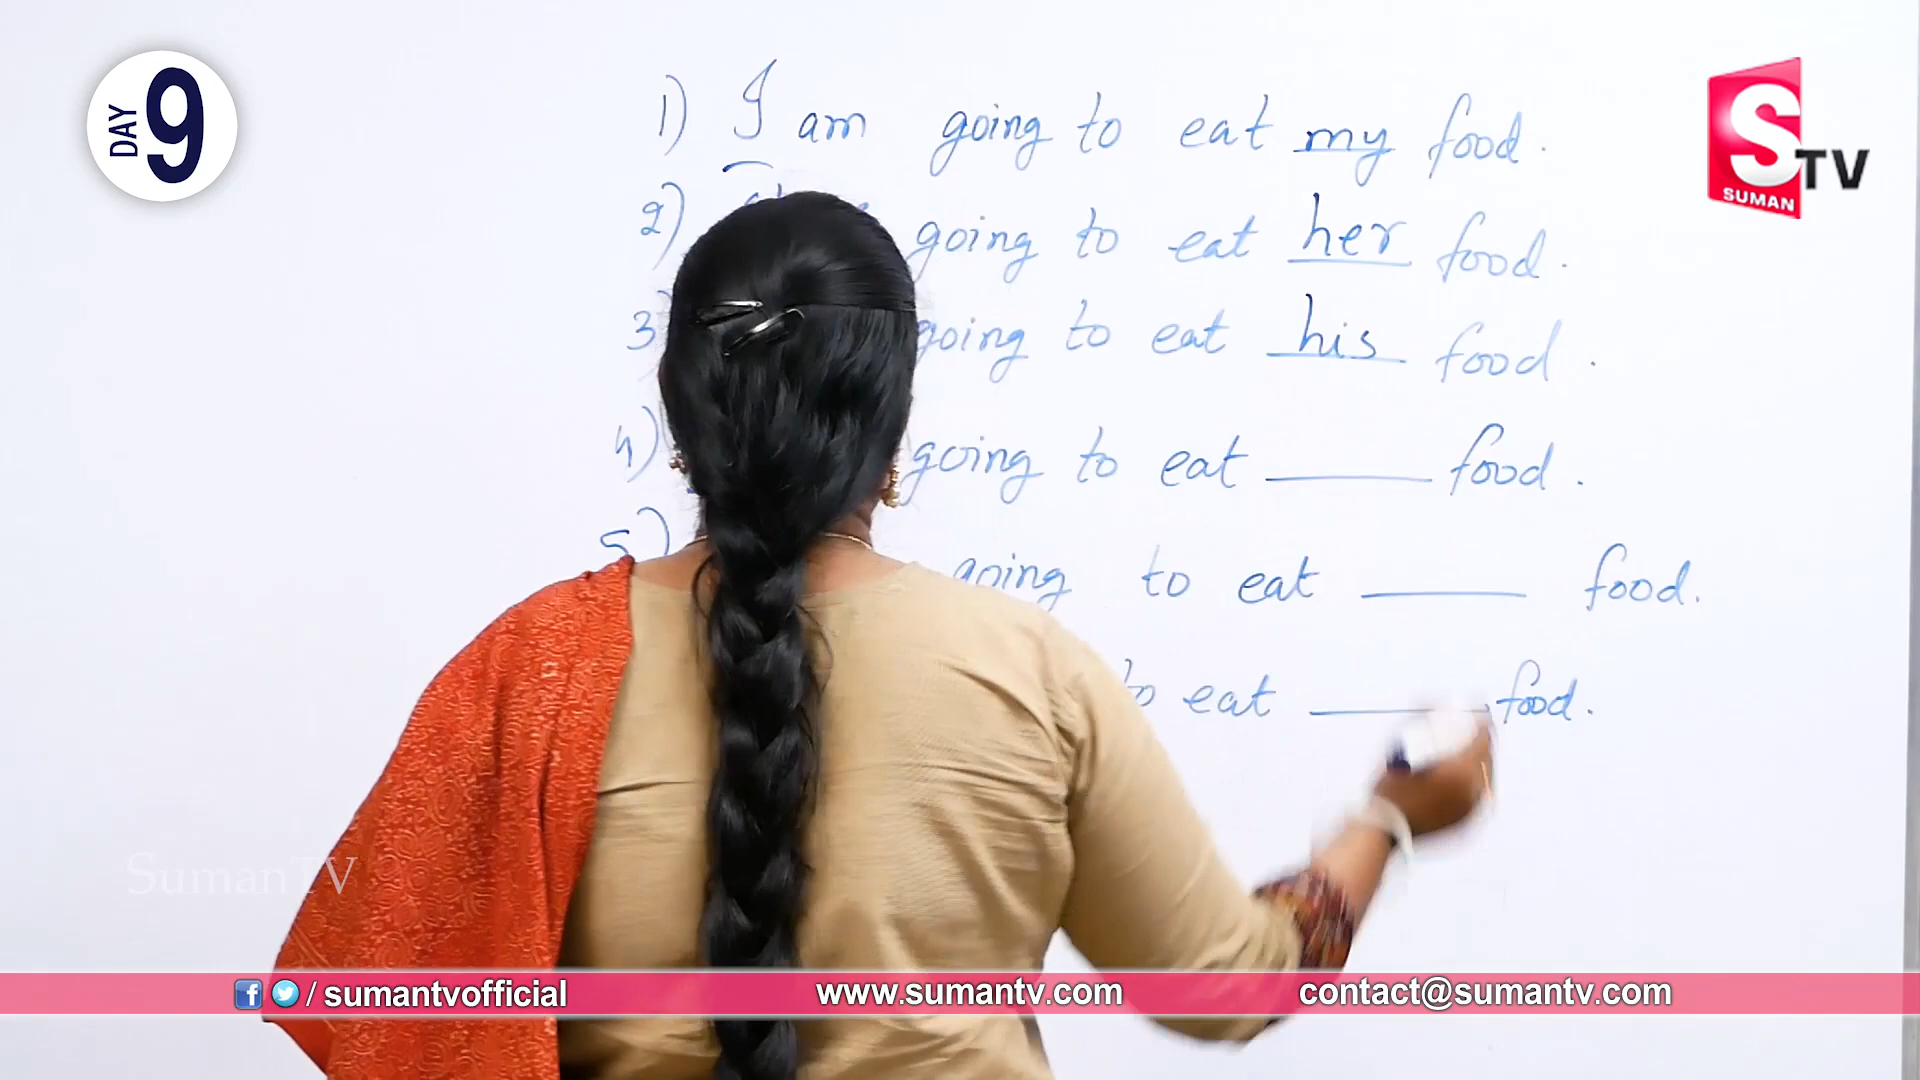 DAY 9
1) I am going to eat my food.
S TV
SUMAN
2) going to eat her food.
3 going to eat his food.
4) going to eat ____ food.
5) going to eat ____ food.
to eat ____ food.
SumanTV
/ sumantvofficial www.sumantv.com contact@sumantv.com